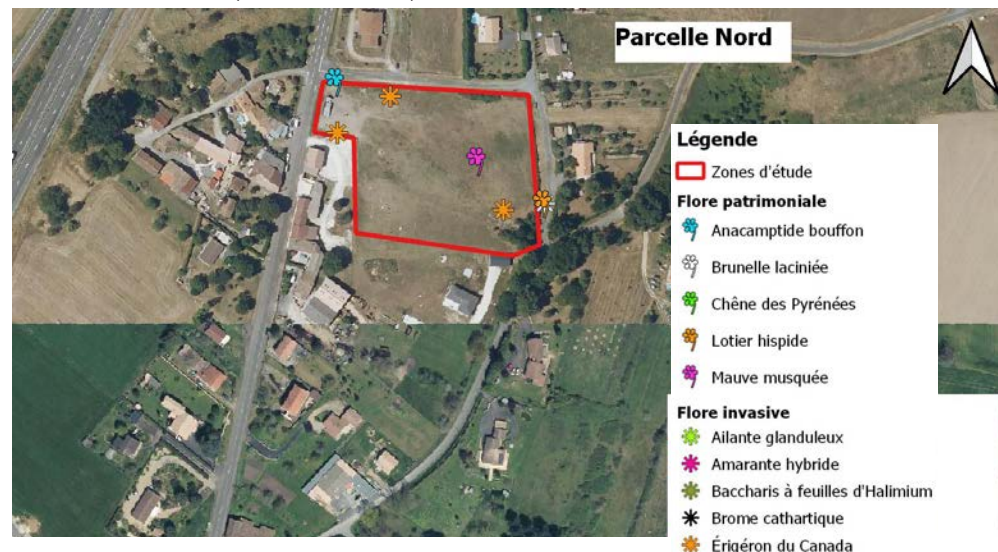 Parcelle Nord
Légende
Zones d'étude
Flore patrimoniale
Anacamptide bouffon
Brunelle laciniée
Chêne des Pyrénées
Lotier hispide
Mauve musquée
Flore invasive
Ailante glanduleux
Amarante hybride
Baccharis à feuilles d'Halimium
Brome cathartique
Érigéron du Canada